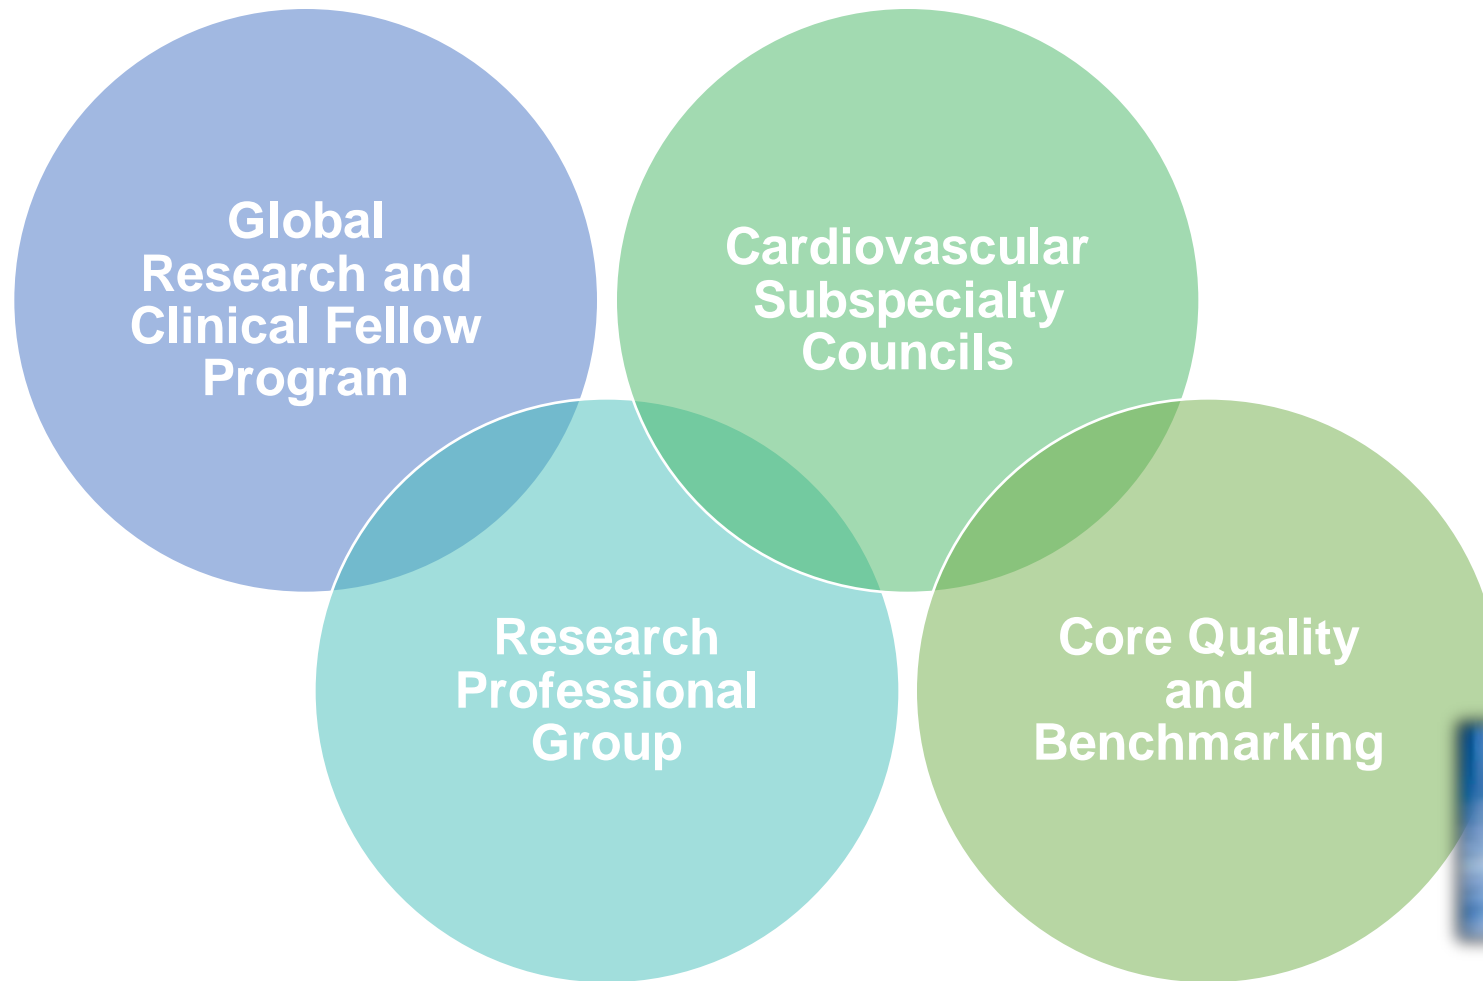 Global
Research and
Clinical Fellow
Program
Cardiovascular
Subspecialty
Councils
Research
Professional
Group
Core Quality
and
Benchmarking